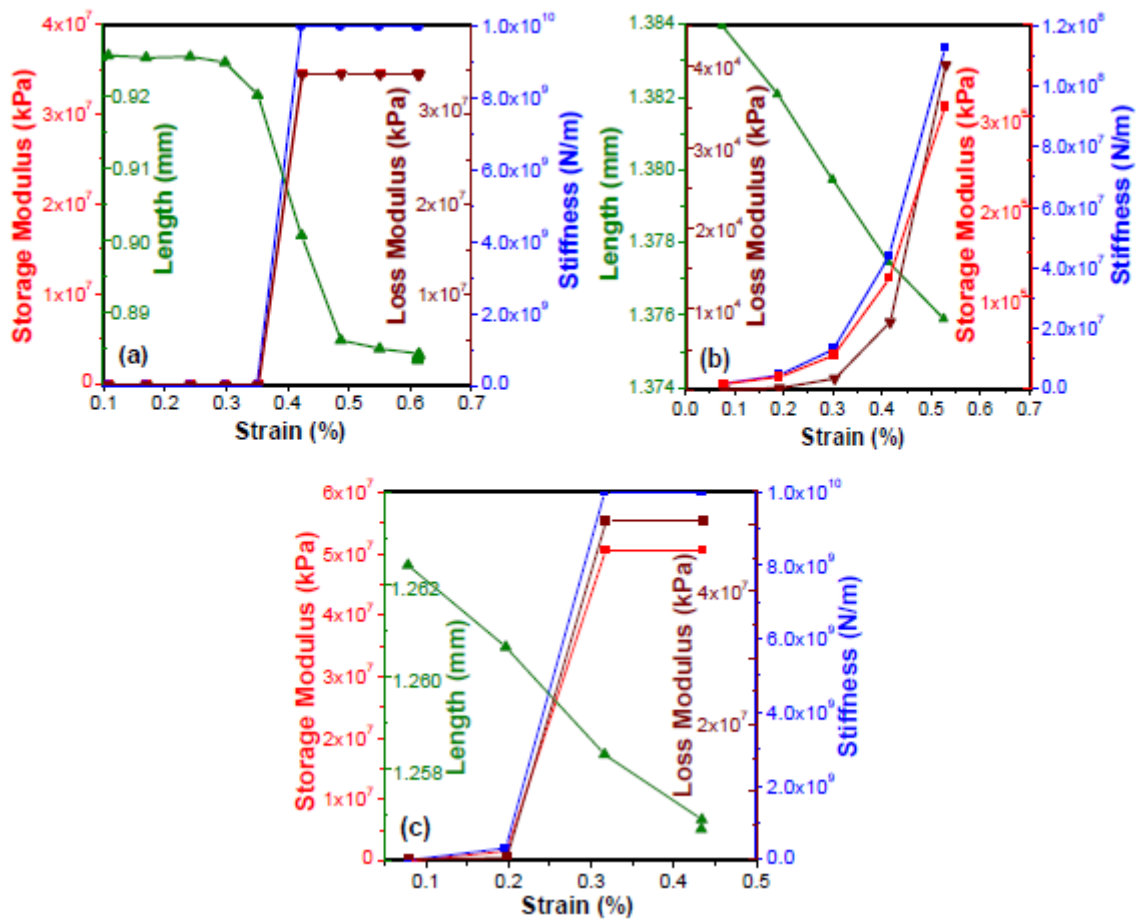 Storage Modulus (kPa)
4x10⁷
3x10⁷
2x10⁷
1x10⁷
0
0.92
0.91
0.90
0.89
Length (mm)
(a)
Loss Modulus (kPa)
3x10⁷
2x10⁷
1x10⁷
1.0x10¹⁰
8.0x10⁹
6.0x10⁹
4.0x10⁹
2.0x10⁹
0.0
Stiffness (N/m)
0.1 0.2 0.3 0.4 0.5 0.6 0.7
Strain (%)
Length (mm)
1.384
1.382
1.380
1.378
1.376
1.374
4x10⁴
3x10⁴
2x10⁴
1x10⁴
Loss Modulus (kPa)
(b)
Storage Modulus (kPa)
3x10⁵
2x10⁵
1x10⁵
1.2x10⁸
1.0x10⁸
8.0x10⁷
6.0x10⁷
4.0x10⁷
2.0x10⁷
0.0
Stiffness (N/m)
0.0 0.1 0.2 0.3 0.4 0.5 0.6 0.7
Strain (%)
Storage Modulus (kPa)
6x10⁷
5x10⁷
4x10⁷
3x10⁷
2x10⁷
1x10⁷
0
1.262
1.260
1.258
Length (mm)
(c)
Loss Modulus (kPa)
4x10⁷
2x10⁷
1.0x10¹⁰
8.0x10⁹
6.0x10⁹
4.0x10⁹
2.0x10⁹
0.0
Stiffness (N/m)
0.1 0.2 0.3 0.4 0.5
Strain (%)